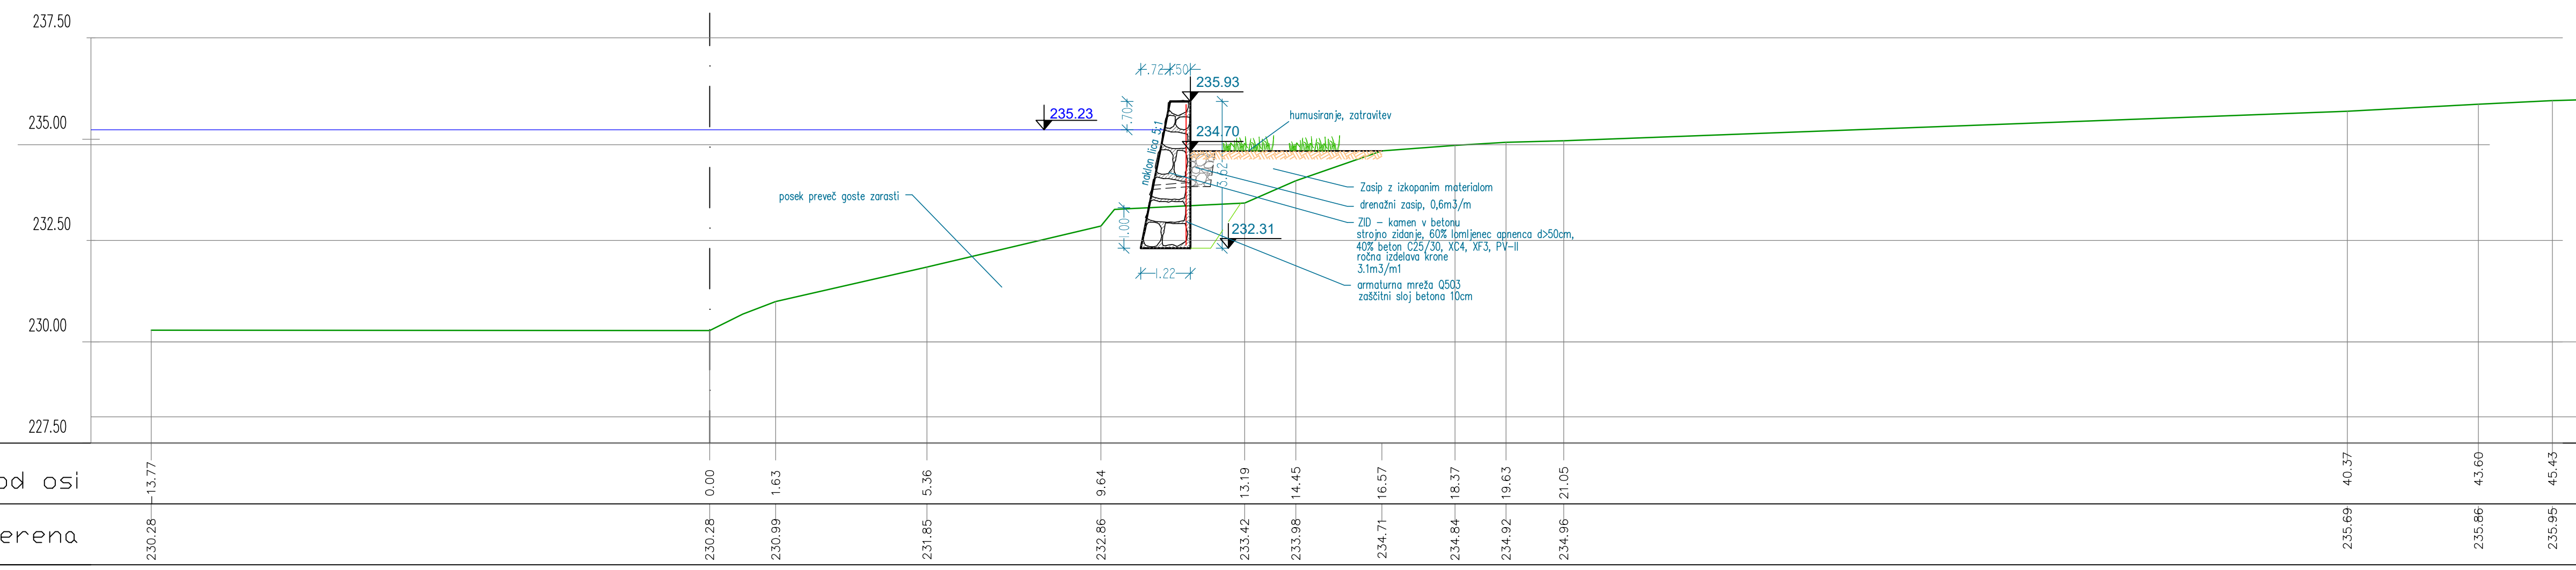 237.50
235.00
232.50
230.00
227.50
.72
.50
235.93
.70
235.23
234.70
naklon lica 5:1
3.62
1.00
232.31
1.22
humusiranje, zatravitev
posek preveč goste zarasti
Zasip z izkopanim materialom
drenažni zasip, 0,6m3/m
ZID - kamen v betonu
strojno zidanje, 60% lomljenec apnenca d>50cm,
40% beton C25/30, XC4, XF3, PV-II
ročna izdelava krone
3.1m3/m1
armaturna mreža Q503
zaščitni sloj betona 10cm
od osi -13.77 0.00 1.63 5.36 9.64 13.19 14.45 16.57 18.37 19.63 21.05 40.37 43.60 45.43
erena 230.28 230.28 230.99 231.85 232.86 233.42 233.98 234.71 234.84 234.92 234.96 235.69 235.86 235.95